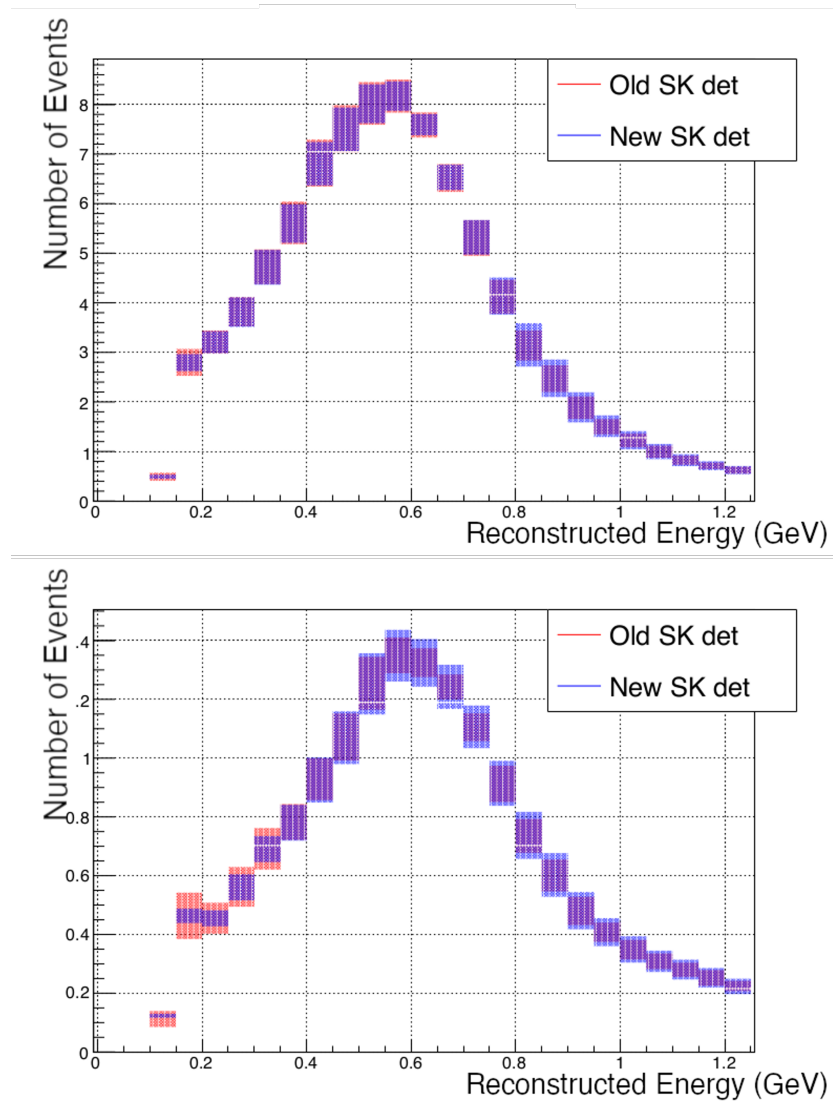 Number of Events
Old SK det
New SK det
8
7
6
5
4
3
2
1
0
0 0.2 0.4 0.6 0.8 1 1.2
Reconstructed Energy (GeV)
Number of Events
Old SK det
New SK det
.4
.2
1
0.8
0.6
0.4
0.2
0
0 0.2 0.4 0.6 0.8 1 1.2
Reconstructed Energy (GeV)